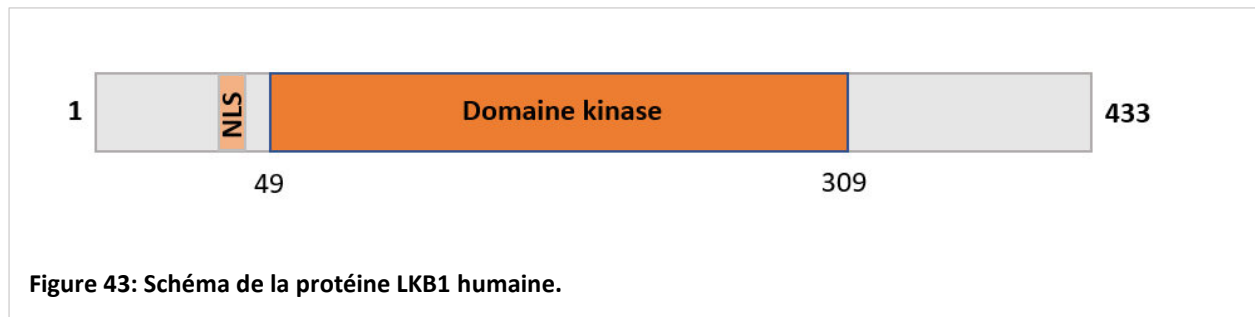 1
NLS
Domaine kinase
433
49
309
Figure 43: Schéma de la protéine LKB1 humaine.